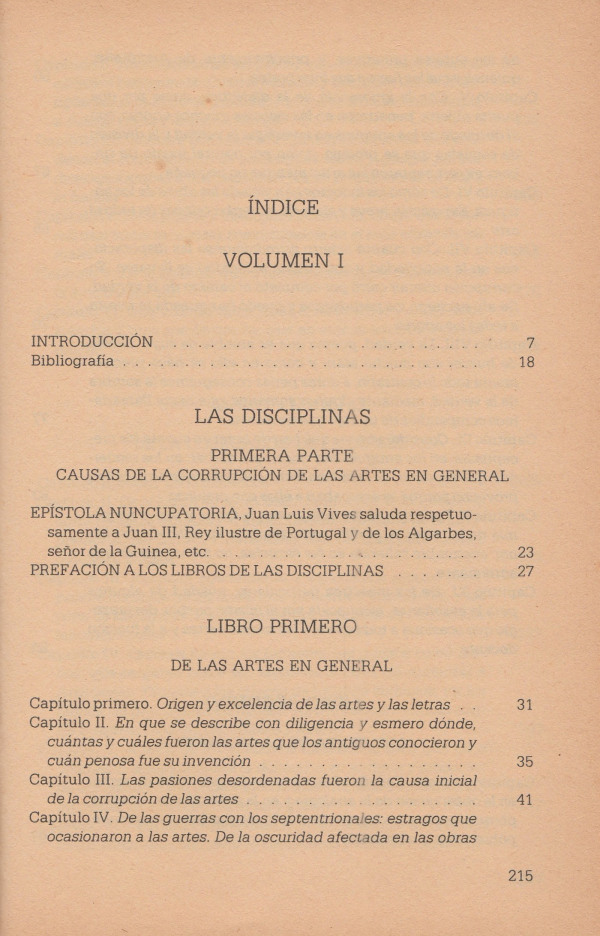 ÍNDICE
VOLUMEN I
INTRODUCCIÓN . . . . . . . . . . . . . . . . . . . . . . . . . 7
Bibliografía . . . . . . . . . . . . . . . . . . . . . . . . . . . . . 18
LAS DISCIPLINAS
PRIMERA PARTE
CAUSAS DE LA CORRUPCIÓN DE LAS ARTES EN GENERAL
EPÍSTOLA NUNCUPATORIA, Juan Luis Vives saluda respetuo-
samente a Juan III, Rey ilustre de Portugal y de los Algarbes,
señor de la Guinea, etc. . . . . . . . . . . . . . . . . . . . . . 23
PREFACIÓN A LOS LIBROS DE LAS DISCIPLINAS . . . . . . . 27
LIBRO PRIMERO
DE LAS ARTES EN GENERAL
Capítulo primero. Origen y excelencia de las artes y las letras . . 31
Capítulo II. En que se describe con diligencia y esmero dónde,
cuántas y cuáles fueron las artes que los antiguos conocieron y
cuán penosa fue su invención . . . . . . . . . . . . . . . . . . 35
Capítulo III. Las pasiones desordenadas fueron la causa inicial
de la corrupción de las artes . . . . . . . . . . . . . . . . . . . 41
Capítulo IV. De las guerras con los septentrionales: estragos que
ocasionaron a las artes. De la oscuridad afectada en las obras
215